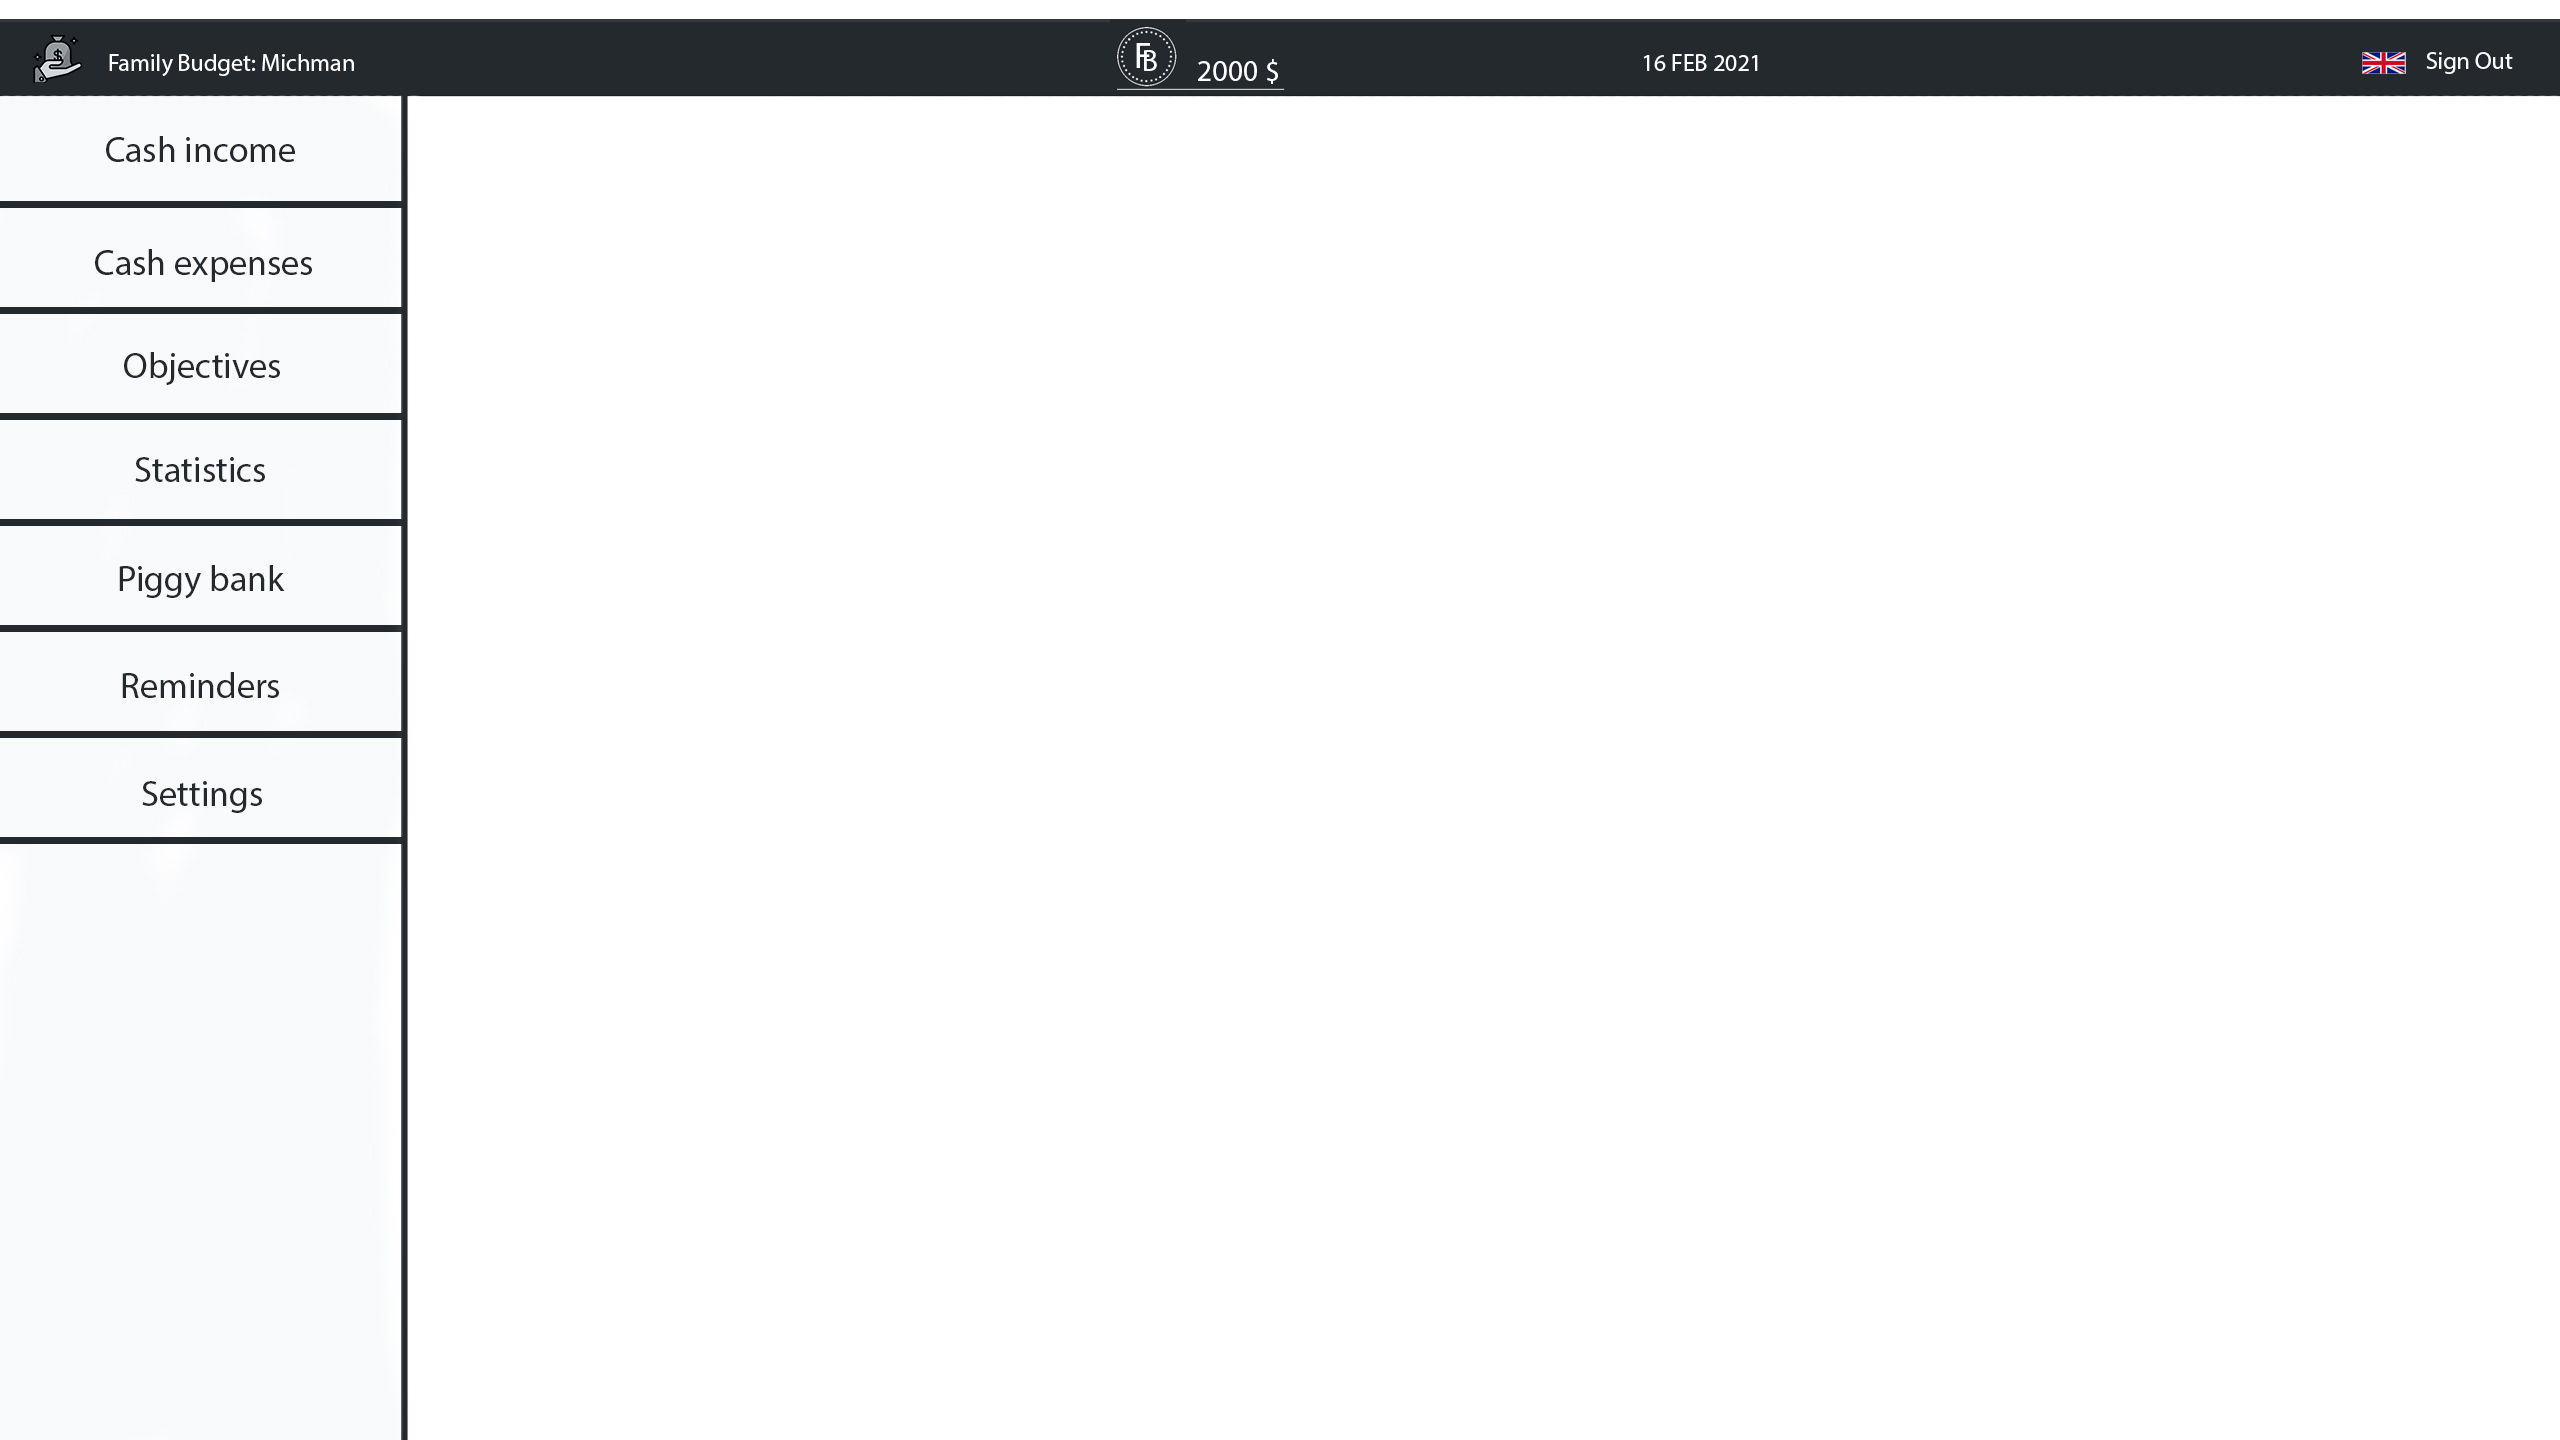 Family Budget: Michman
FB
2000 $
16 FEB 2021
Sign Out
Cash income
Cash expenses
Objectives
Statistics
Piggy bank
Reminders
Settings